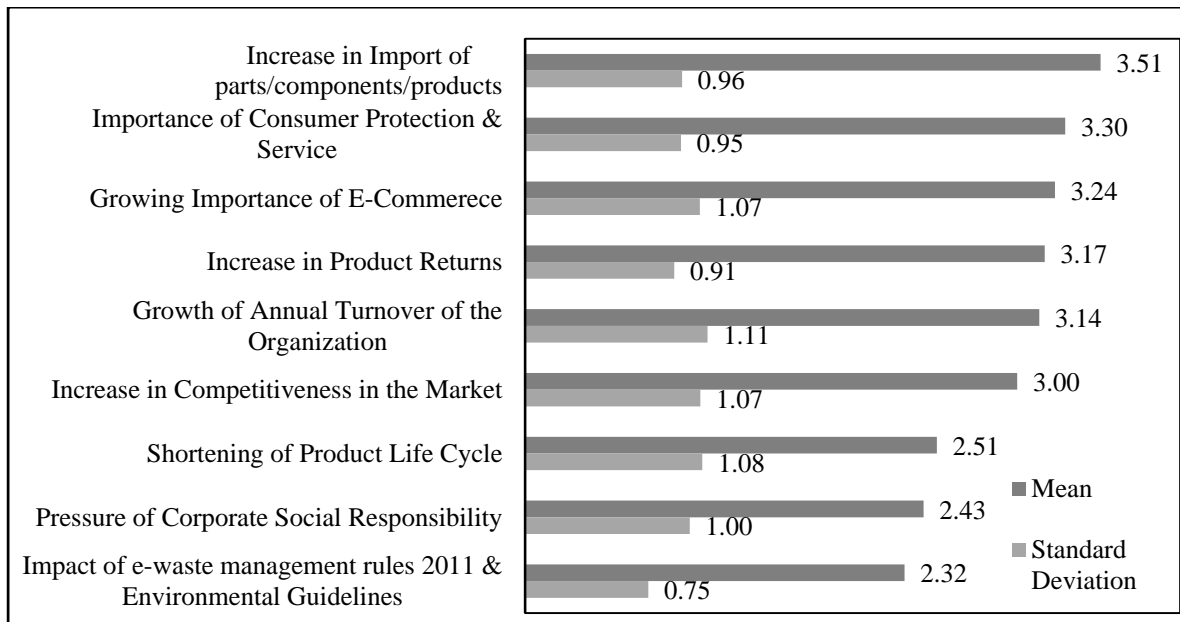 Increase in Import of
parts/components/products
3.51
0.96
Importance of Consumer Protection &
Service
3.30
0.95
Growing Importance of E-Commerece
3.24
1.07
Increase in Product Returns
3.17
0.91
Growth of Annual Turnover of the
Organization
3.14
1.11
Increase in Competitiveness in the Market
3.00
1.07
Shortening of Product Life Cycle
2.51
1.08
Pressure of Corporate Social Responsibility
2.43
1.00
Impact of e-waste management rules 2011 &
Environmental Guidelines
2.32
0.75
Mean
Standard
Deviation